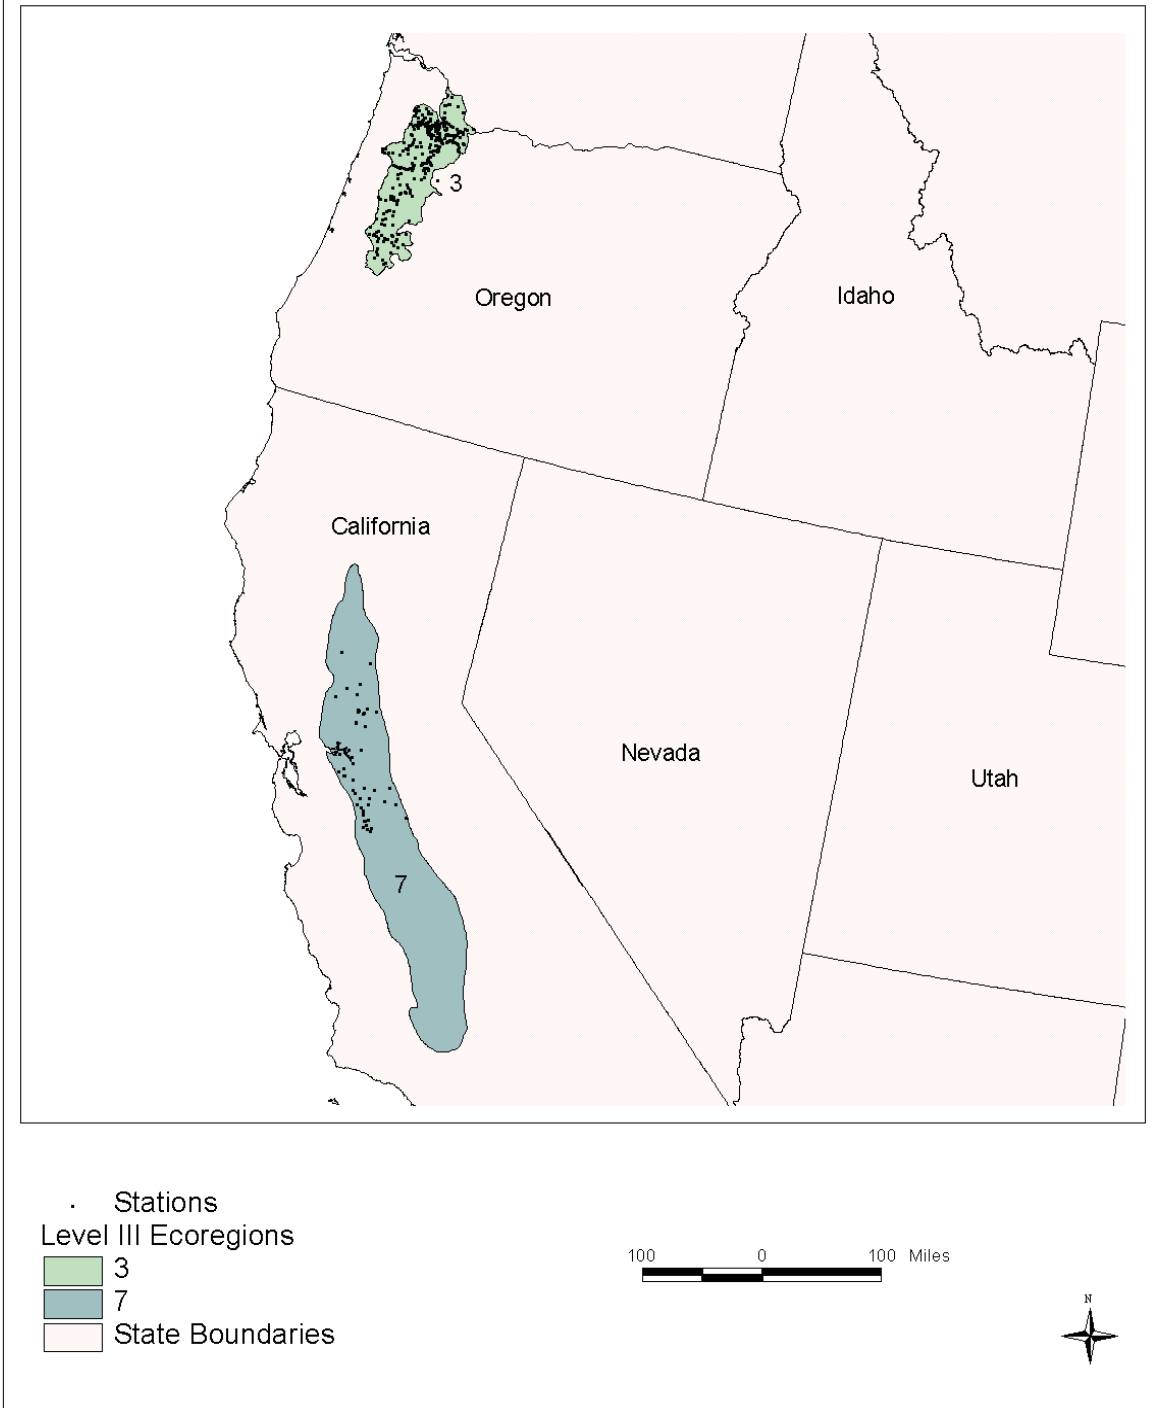 3
Oregon
Idaho
California
Nevada
Utah
7
Stations
Level III Ecoregions
3
7
State Boundaries
100 0 100 Miles
N